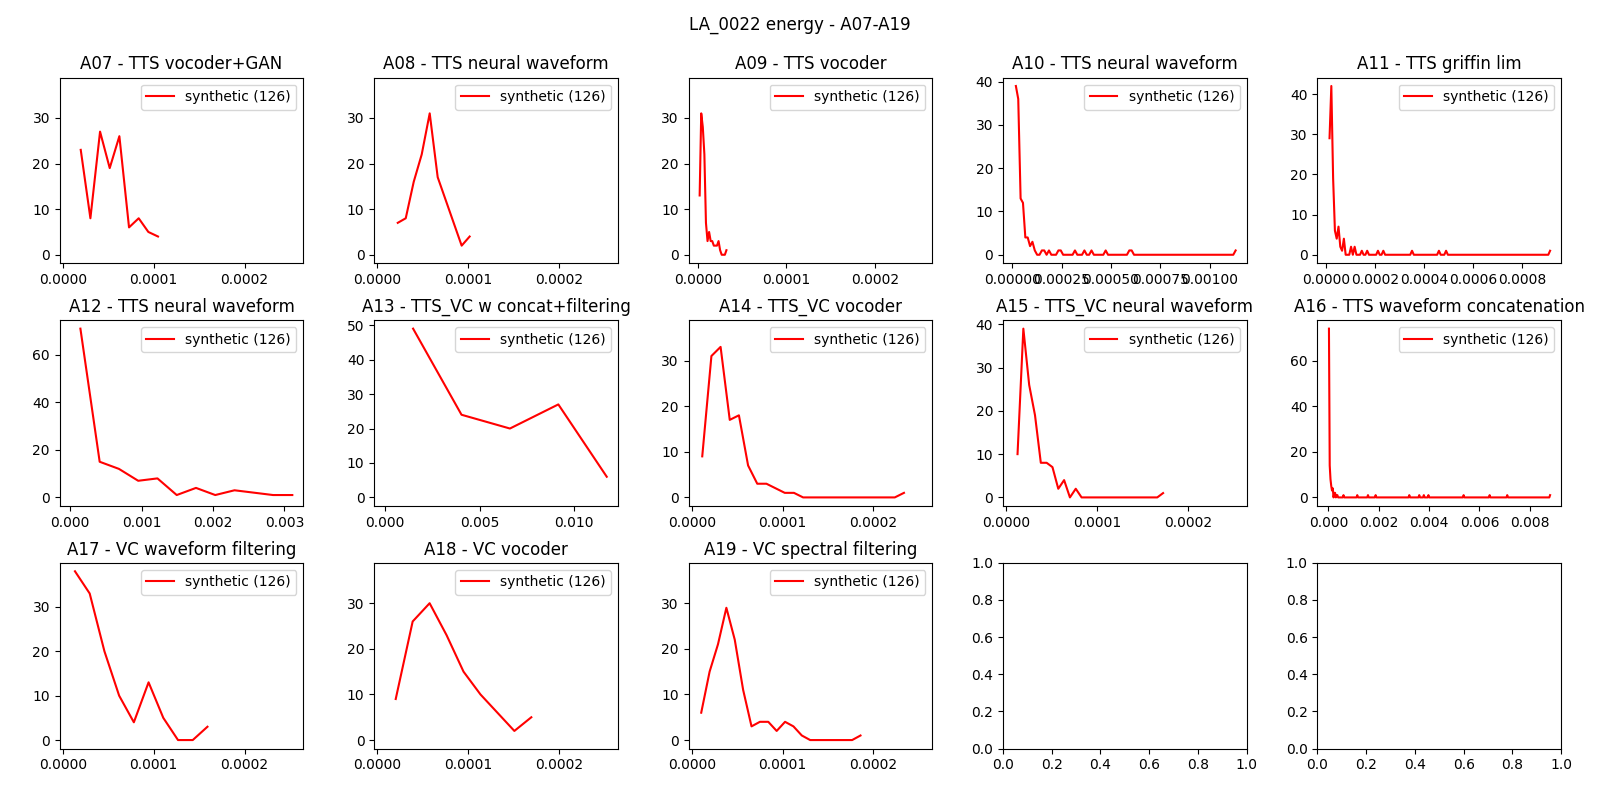 LA_0022 energy - A07-A19
A07 - TTS vocoder+GAN
synthetic (126)
30
20
10
0
0.0000 0.0001 0.0002
A08 - TTS neural waveform
synthetic (126)
30
20
10
0
0.0000 0.0001 0.0002
A09 - TTS vocoder
synthetic (126)
30
20
10
0
0.0000 0.0001 0.0002
A10 - TTS neural waveform
synthetic (126)
40
30
20
10
0
0.00000 0.00025 0.00050 0.00075 0.00100
A11 - TTS griffin lim
synthetic (126)
40
30
20
10
0
0.0000 0.0002 0.0004 0.0006 0.0008
A12 - TTS neural waveform
synthetic (126)
60
40
20
0
0.000 0.001 0.002 0.003
A13 - TTS_VC w concat+filtering
synthetic (126)
50
40
30
20
10
0
0.000 0.005 0.010
A14 - TTS_VC vocoder
synthetic (126)
30
20
10
0
0.0000 0.0001 0.0002
A15 - TTS_VC neural waveform
synthetic (126)
40
30
20
10
0
0.0000 0.0001 0.0002
A16 - TTS waveform concatenation
synthetic (126)
60
40
20
0
0.000 0.002 0.004 0.006 0.008
A17 - VC waveform filtering
synthetic (126)
30
20
10
0
0.0000 0.0001 0.0002
A18 - VC vocoder
synthetic (126)
30
20
10
0
0.0000 0.0001 0.0002
A19 - VC spectral filtering
synthetic (126)
30
20
10
0
0.0000 0.0001 0.0002
1.0
0.8
0.6
0.4
0.2
0.0
0.0 0.2 0.4 0.6 0.8 1.0
1.0
0.8
0.6
0.4
0.2
0.0
0.0 0.2 0.4 0.6 0.8 1.0